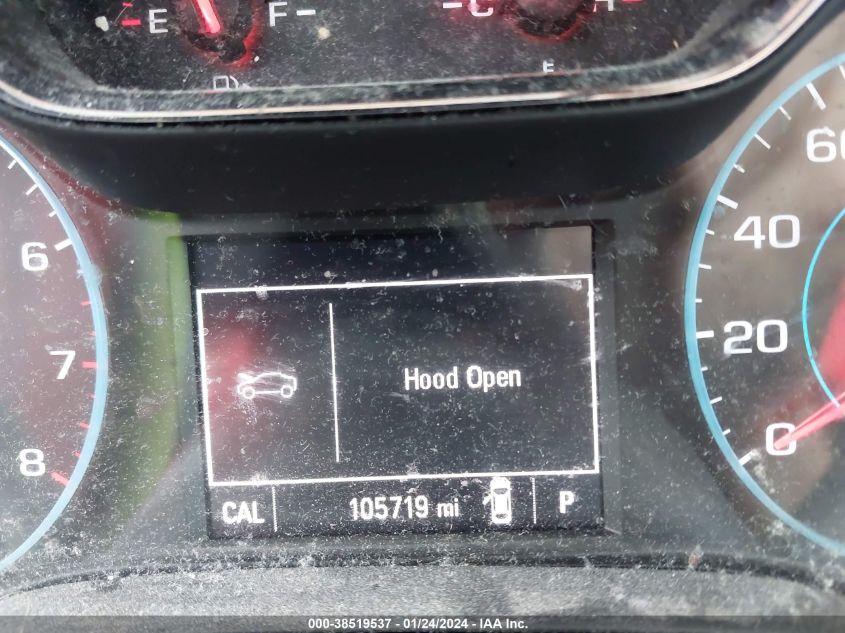 E F C H
E
6 7 8
Hood Open
CAL 105719 mi P
60 40 20 0
000-38519537 - 01/24/2024 - IAA Inc.